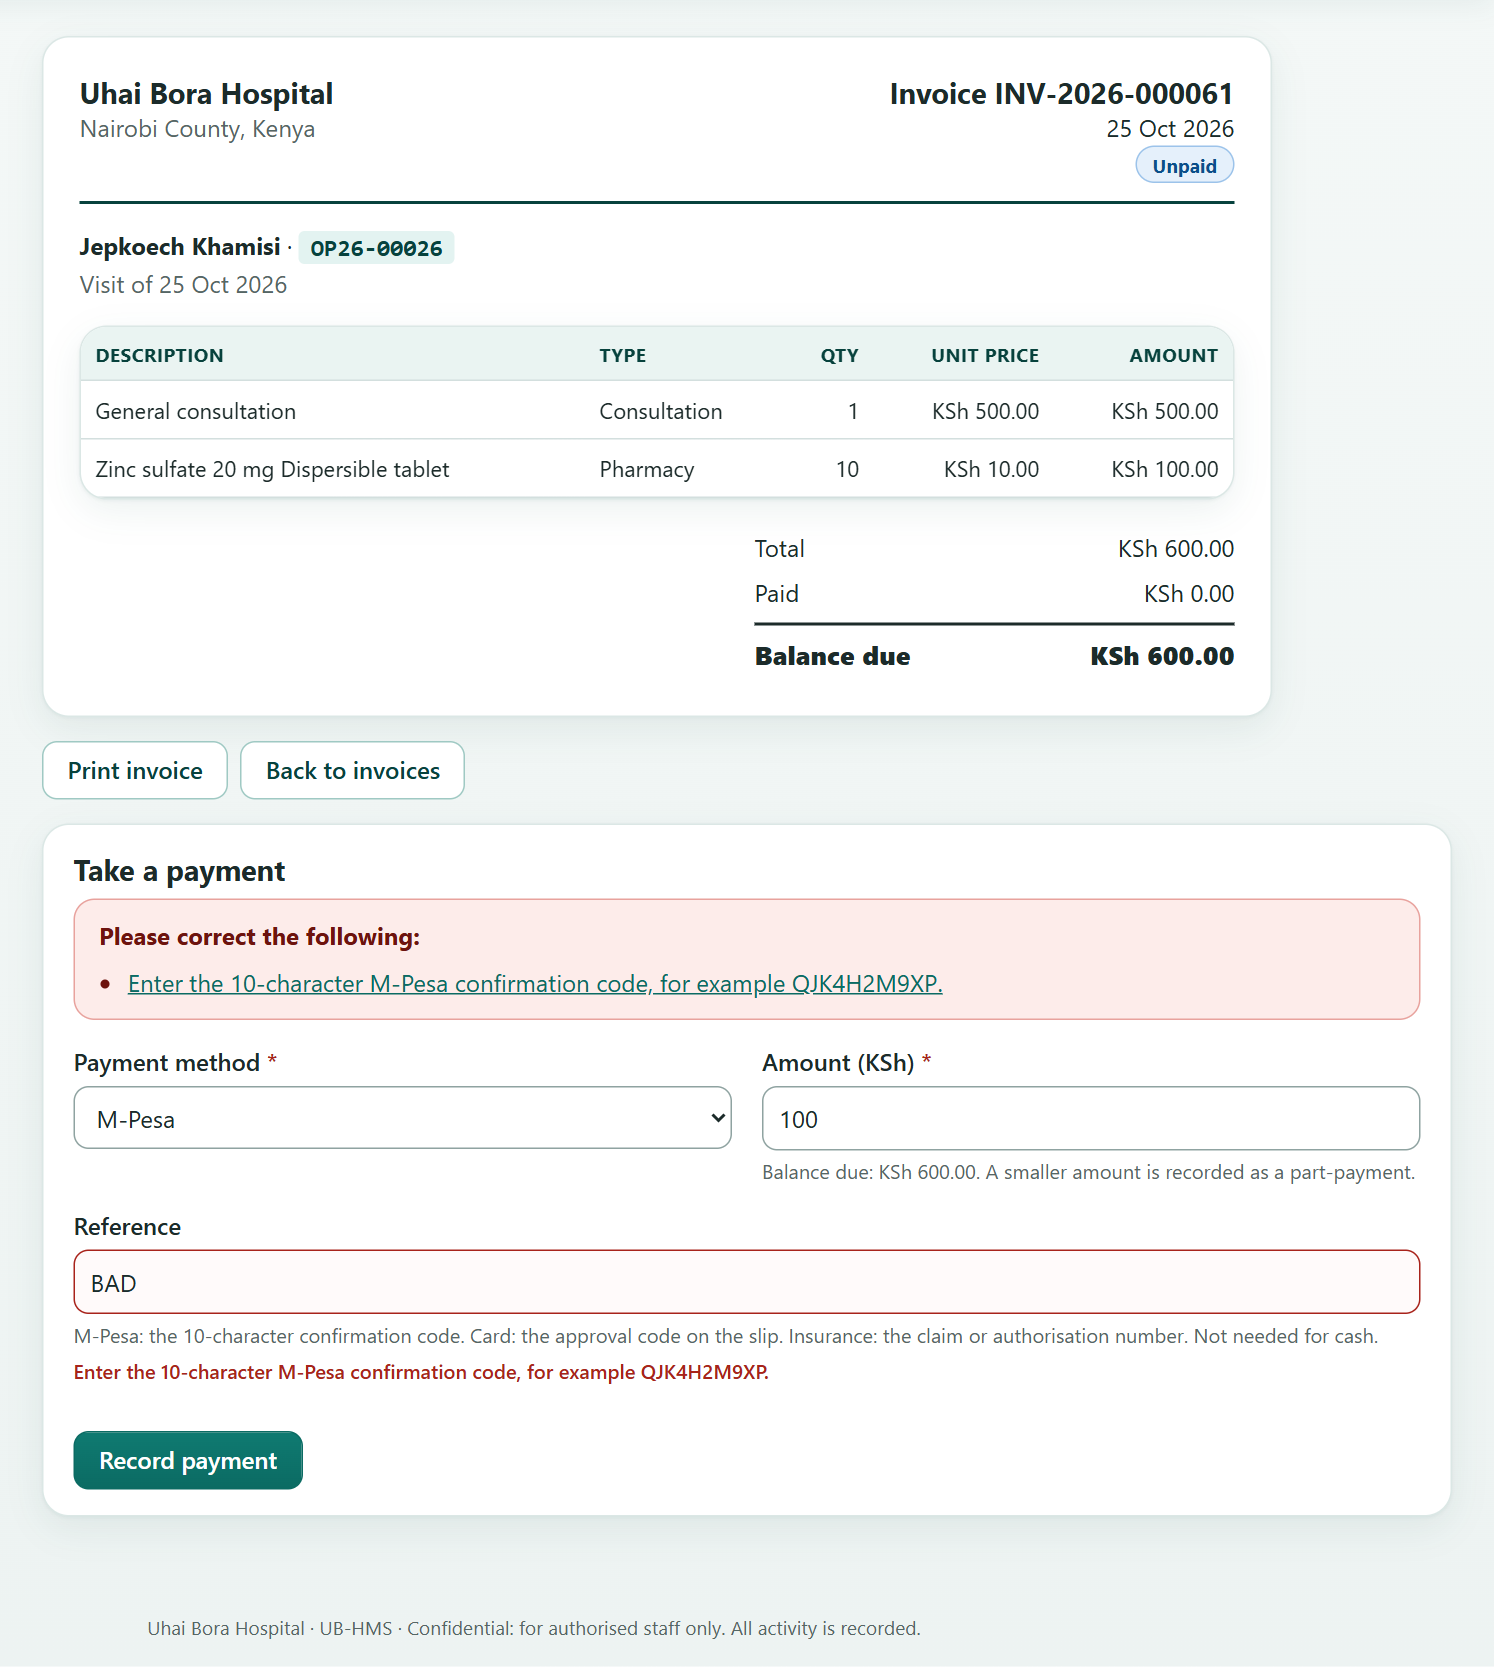 Uhai Bora Hospital
Nairobi County, Kenya
Invoice INV-2026-000061
25 Oct 2026
Unpaid
Jepkoech Khamisi · OP26-00026
Visit of 25 Oct 2026
DESCRIPTION TYPE QTY UNIT PRICE AMOUNT
General consultation Consultation 1 KSh 500.00 KSh 500.00
Zinc sulfate 20 mg Dispersible tablet Pharmacy 10 KSh 10.00 KSh 100.00
Total KSh 600.00
Paid KSh 0.00
Balance due KSh 600.00
Print invoice Back to invoices
Take a payment
Please correct the following:
• Enter the 10-character M-Pesa confirmation code, for example QJK4H2M9XP.
Payment method * Amount (KSh) *
M-Pesa 100
Balance due: KSh 600.00. A smaller amount is recorded as a part-payment.
Reference
BAD
M-Pesa: the 10-character confirmation code. Card: the approval code on the slip. Insurance: the claim or authorisation number. Not needed for cash.
Enter the 10-character M-Pesa confirmation code, for example QJK4H2M9XP.
Record payment
Uhai Bora Hospital · UB-HMS · Confidential: for authorised staff only. All activity is recorded.